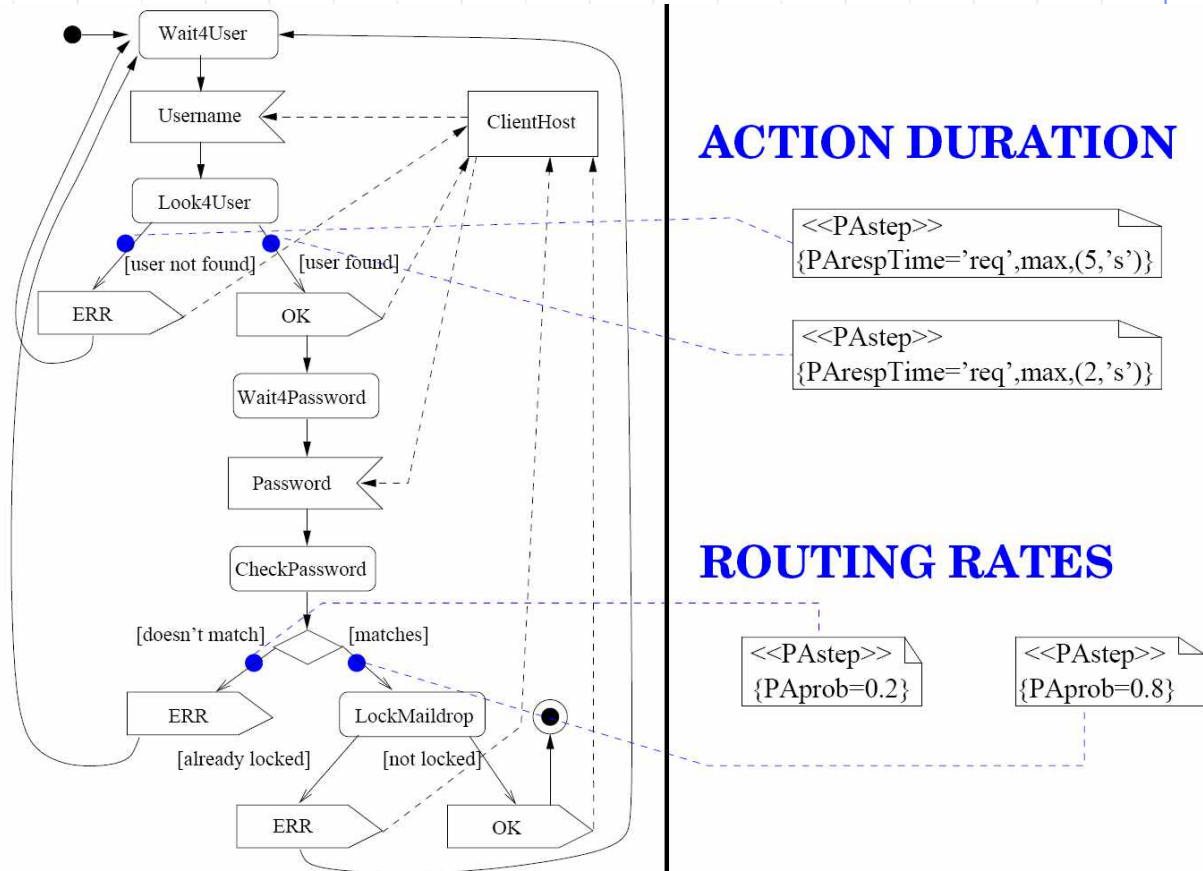 Wait4User
Username
ClientHost
Look4User
[user not found]
[user found]
ERR
OK
Wait4Password
Password
CheckPassword
[doesn't match]
[matches]
ERR
LockMaildrop
[already locked]
[not locked]
ERR
OK
ACTION DURATION
<<PAstep>>
{PArespTime='req',max,(5,'s')}
<<PAstep>>
{PArespTime='req',max,(2,'s')}
ROUTING RATES
<<PAstep>>
{PAprob=0.2}
<<PAstep>>
{PAprob=0.8}